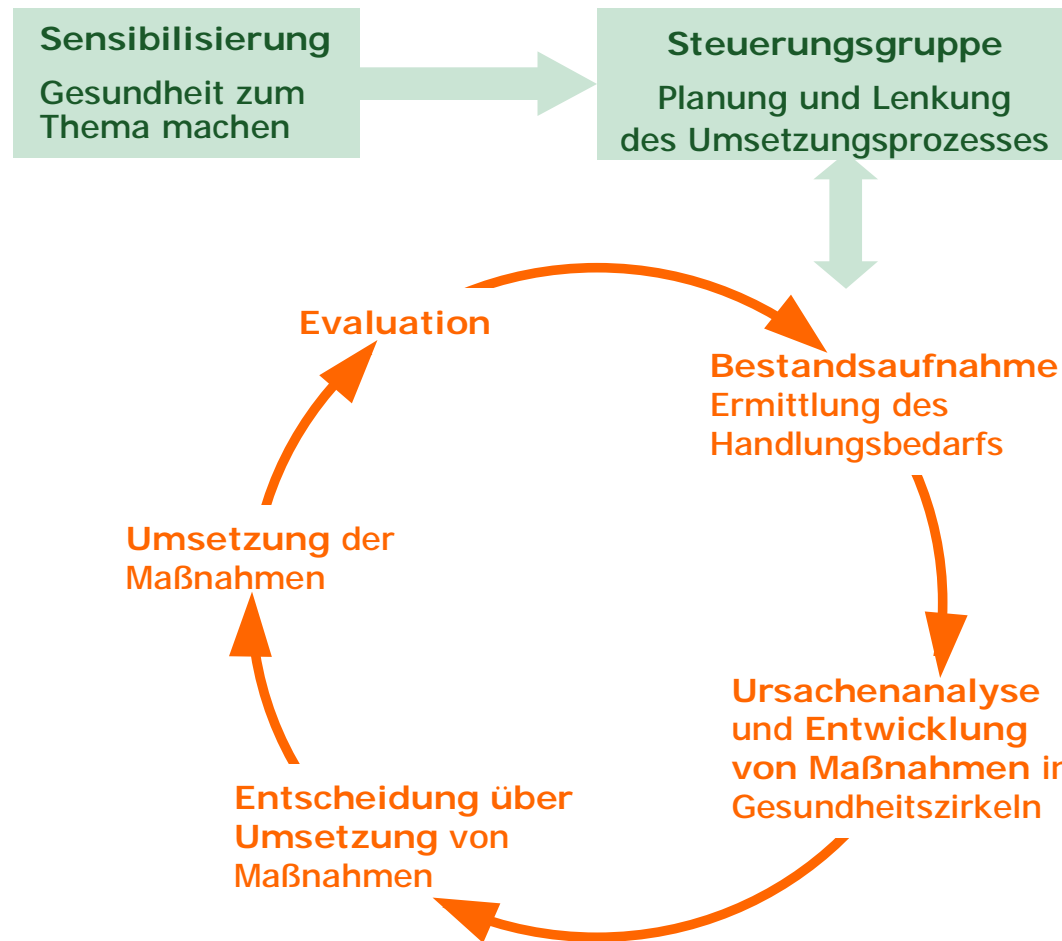 Sensibilisierung
Gesundheit zum
Thema machen
Steuerungsgruppe
Planung und Lenkung
des Umsetzungsprozesses
Evaluation
Bestandsaufnahme
Ermittlung des
Handlungsbedarfs
Umsetzung der
Maßnahmen
Ursachenanalyse
und Entwicklung
von Maßnahmen in
Gesundheitszirkeln
Entscheidung über
Umsetzung von
Maßnahmen